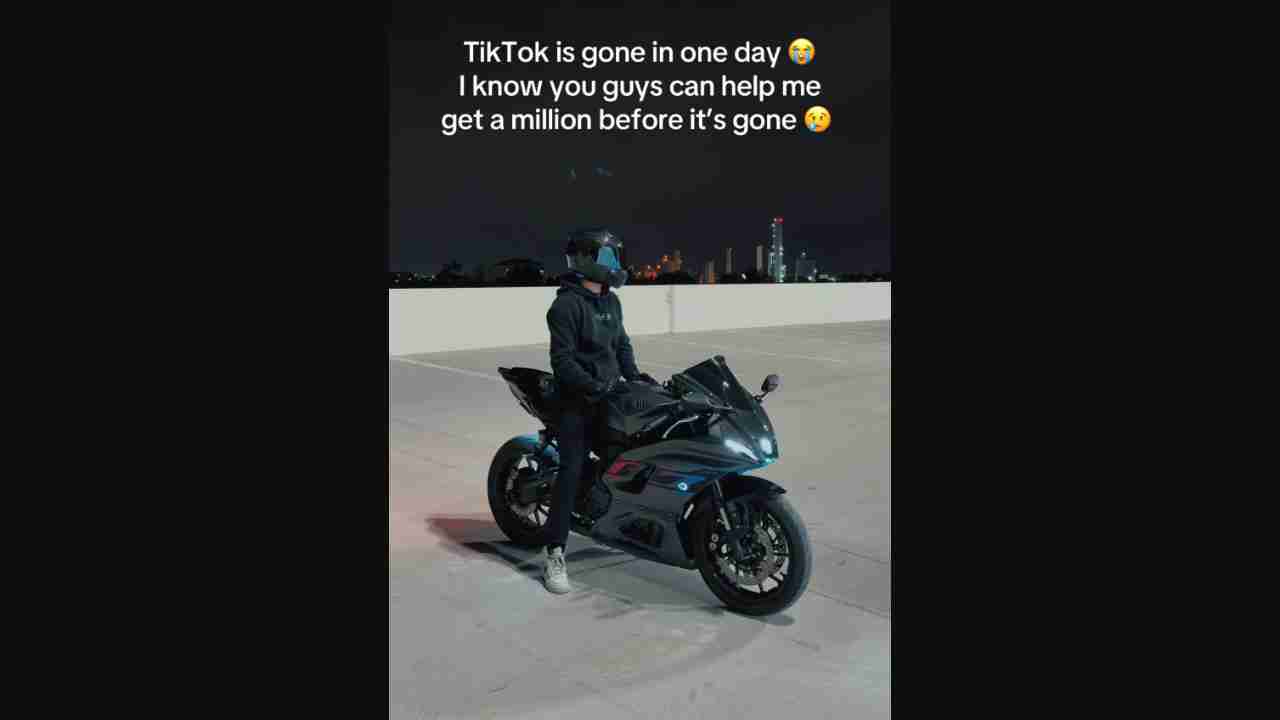 TikTok is gone in one day 😭
I know you guys can help me
get a million before it’s gone 😢